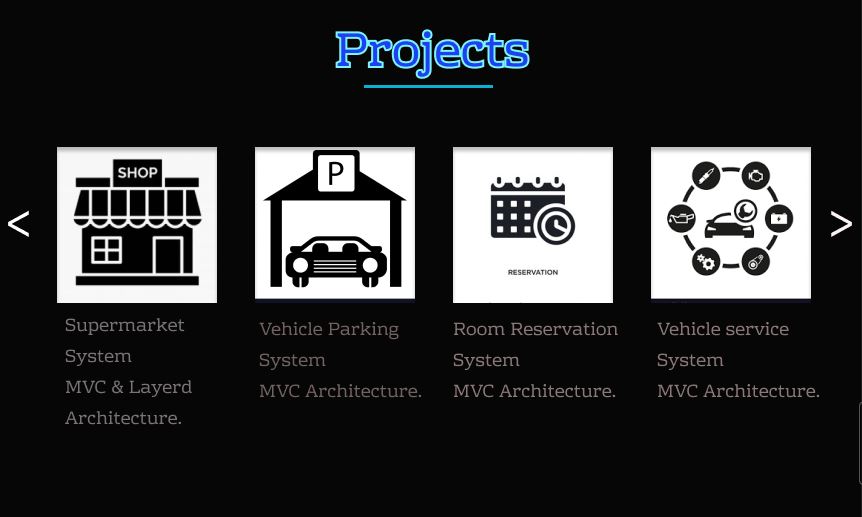 Projects
SHOP
P
RESERVATION
<
>
Supermarket
System
MVC & Layerd
Architecture.
Vehicle Parking
System
MVC Architecture.
Room Reservation
System
MVC Architecture.
Vehicle service
System
MVC Architecture.